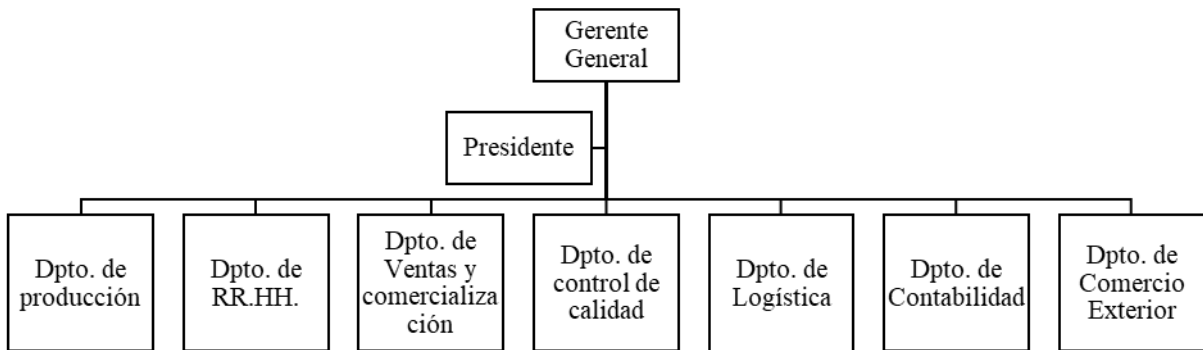 Gerente
General
Presidente
Dpto. de
producción
Dpto. de
RR.HH.
Dpto. de
Ventas y
comercializa
ción
Dpto. de
control de
calidad
Dpto. de
Logística
Dpto. de
Contabilidad
Dpto. de
Comercio
Exterior